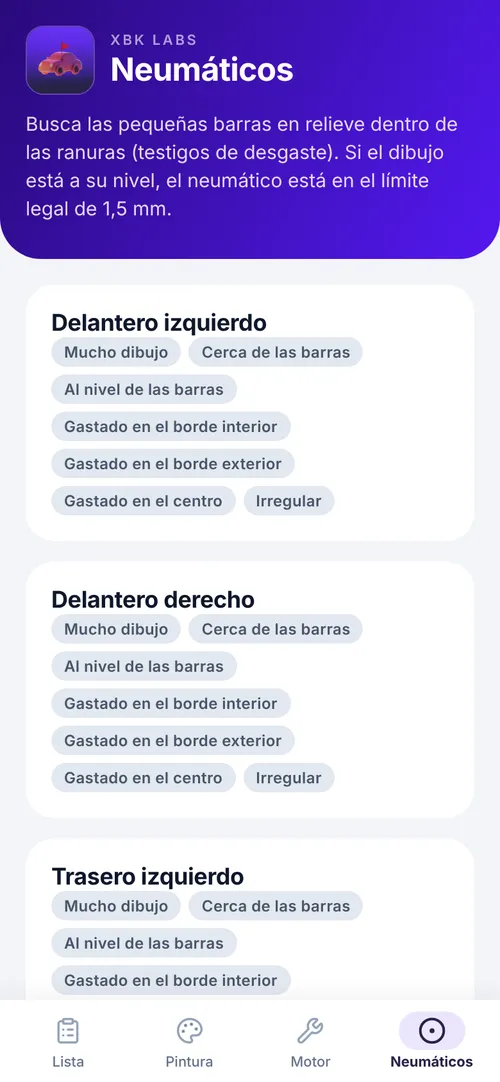 XBK LABS
Neumáticos
Busca las pequeñas barras en relieve dentro de
las ranuras (testigos de desgaste). Si el dibujo
está a su nivel, el neumático está en el límite
legal de 1,5 mm.
Delantero izquierdo
Mucho dibujo Cerca de las barras
Al nivel de las barras
Gastado en el borde interior
Gastado en el borde exterior
Gastado en el centro Irregular
Delantero derecho
Mucho dibujo Cerca de las barras
Al nivel de las barras
Gastado en el borde interior
Gastado en el borde exterior
Gastado en el centro Irregular
Trasero izquierdo
Mucho dibujo Cerca de las barras
Al nivel de las barras
Gastado en el borde interior
Lista Pintura Motor Neumáticos